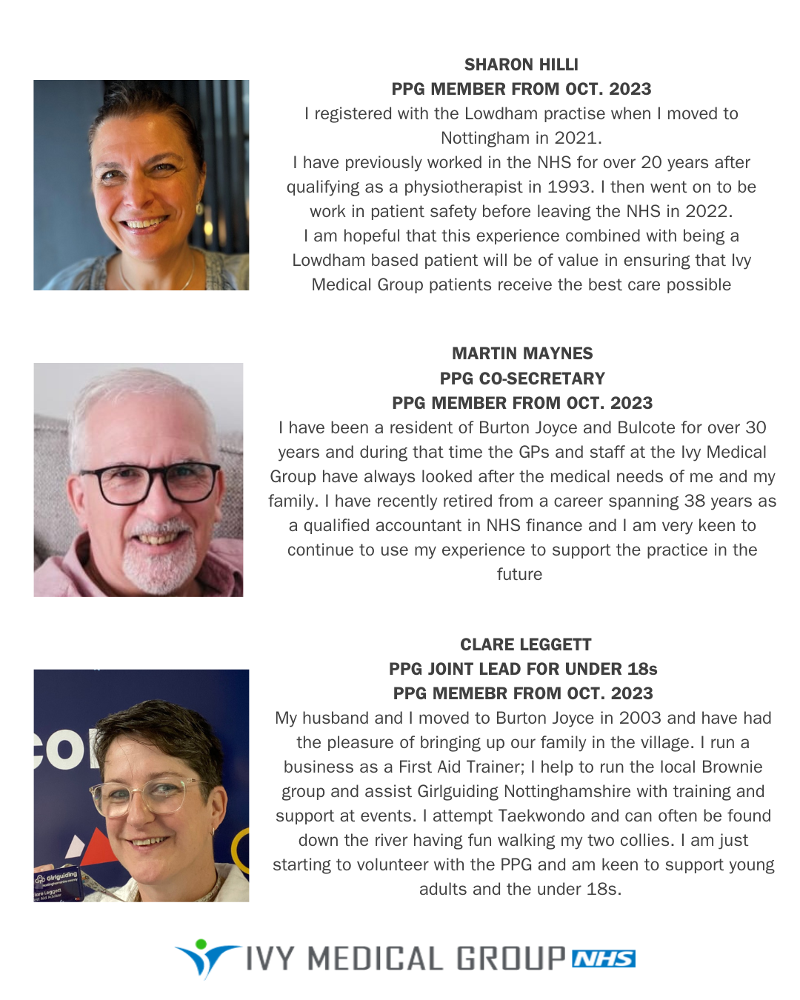 SHARON HILLI
PPG MEMBER FROM OCT. 2023
I registered with the Lowdham practise when I moved to
Nottingham in 2021.
I have previously worked in the NHS for over 20 years after
qualifying as a physiotherapist in 1993. I then went on to be
work in patient safety before leaving the NHS in 2022.
I am hopeful that this experience combined with being a
Lowdham based patient will be of value in ensuring that Ivy
Medical Group patients receive the best care possible
MARTIN MAYNES
PPG CO-SECRETARY
PPG MEMBER FROM OCT. 2023
I have been a resident of Burton Joyce and Bulcote for over 30
years and during that time the GPs and staff at the Ivy Medical
Group have always looked after the medical needs of me and my
family. I have recently retired from a career spanning 38 years as
a qualified accountant in NHS finance and I am very keen to
continue to use my experience to support the practice in the
future
CLARE LEGGETT
PPG JOINT LEAD FOR UNDER 18s
PPG MEMEBR FROM OCT. 2023
My husband and I moved to Burton Joyce in 2003 and have had
the pleasure of bringing up our family in the village. I run a
business as a First Aid Trainer; I help to run the local Brownie
group and assist Girlguiding Nottinghamshire with training and
support at events. I attempt Taekwondo and can often be found
down the river having fun walking my two collies. I am just
starting to volunteer with the PPG and am keen to support young
adults and the under 18s.
co
Girlguiding
nottinghamshire county
lare Leggett
rst Aid Advisor
IVY MEDICAL GROUP NHS